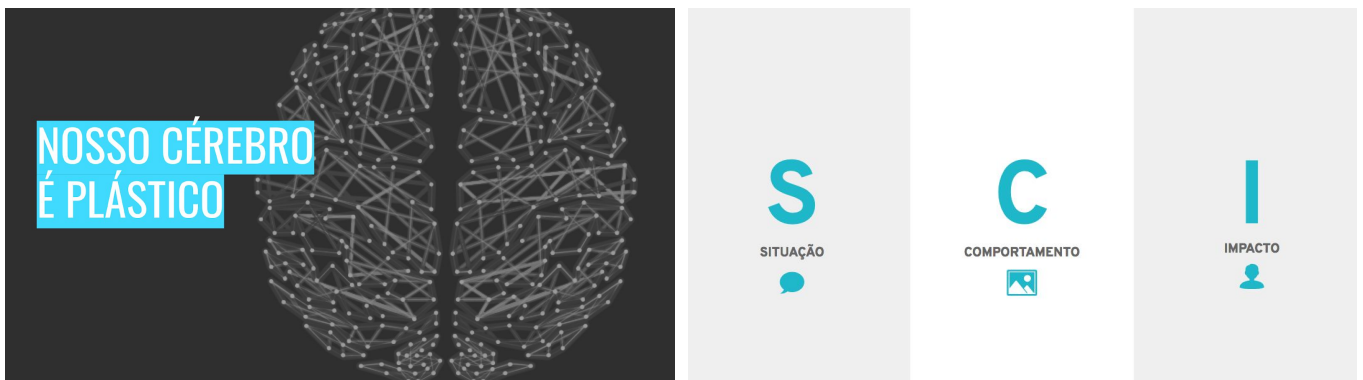 NOSSO CÉREBRO
É PLÁSTICO
S
SITUAÇÃO
C
COMPORTAMENTO
I
IMPACTO